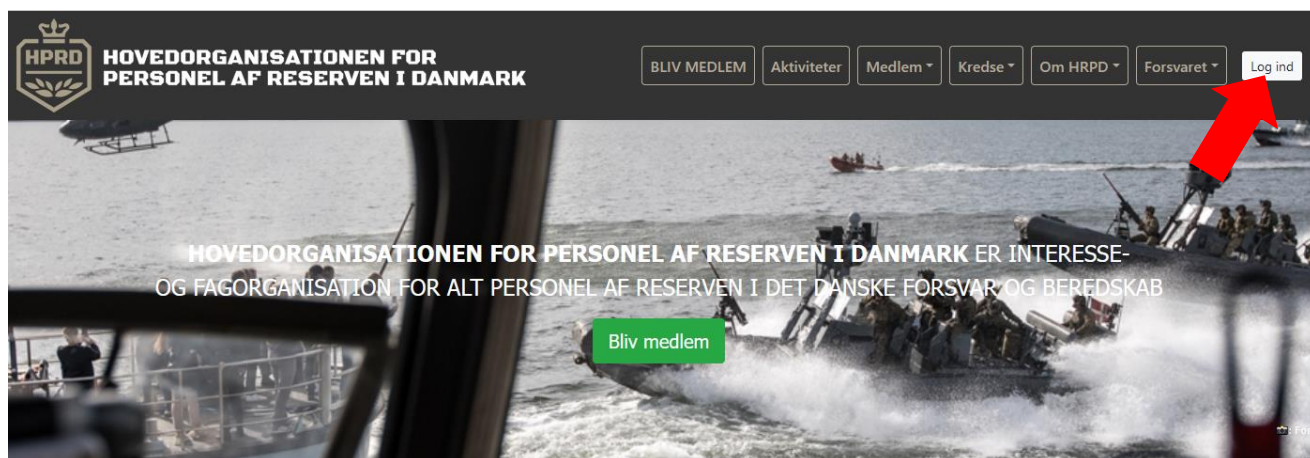 HPRD
HOVEDORGANISATIONEN FOR
PERSONEL AF RESERVEN I DANMARK
BLIV MEDLEM
Aktiviteter
Medlem
Kredse
Om HRPD
Forsvaret
Log ind
HOVEDORGANISATIONEN FOR PERSONEL AF RESERVEN I DANMARK ER INTERESSE-
OG FAGORGANISATION FOR ALT PERSONEL AF RESERVEN I DET DANSKE FORSVAR OG BEREDSKAB
Bliv medlem